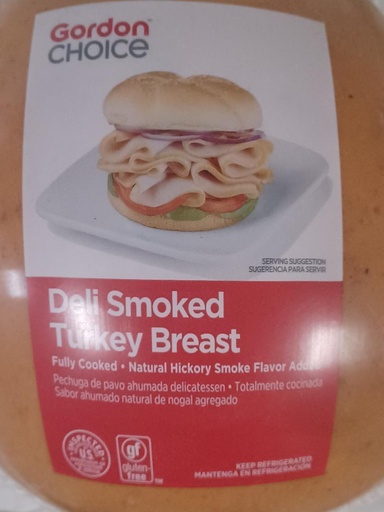 Gordon™
CHOICE
SERVING SUGGESTION
SUGERENCIA PARA SERVIR
Deli Smoked
Turkey Breast
Fully Cooked • Natural Hickory Smoke Flavor Added
Pechuga de pavo ahumada delicatessen • Totalmente cocinada
Sabor ahumado natural de nogal agregado
INSPECTED
U.S.
gf
gluten-
free™
KEEP REFRIGERATED
MANTENGA EN REFRIGERACIÓN